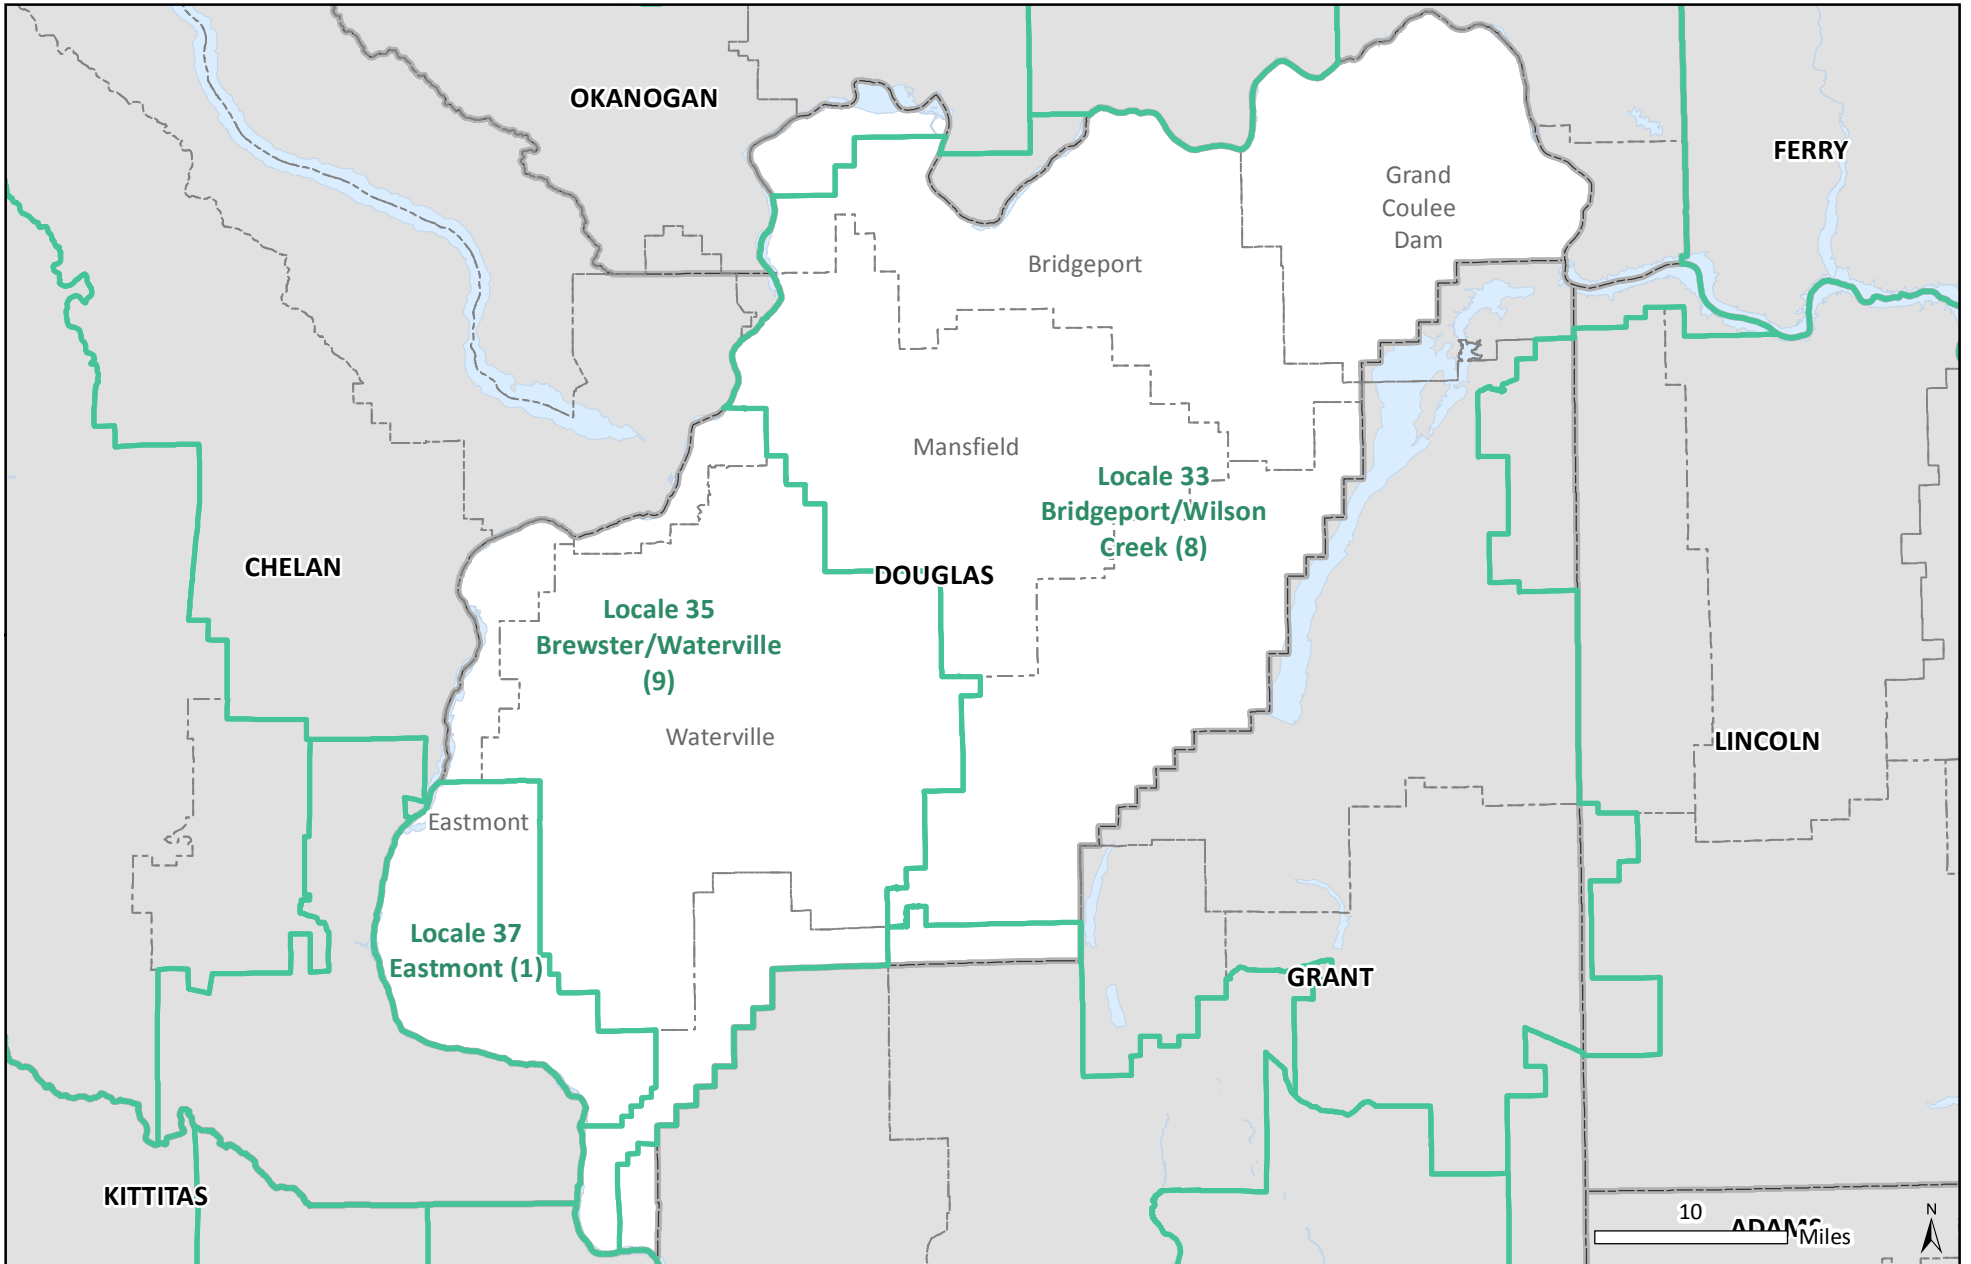 OKANOGAN
FERRY
Grand
Coulee
Dam
Bridgeport
Mansfield
Locale 33
Bridgeport/Wilson
Creek (8)
CHELAN
DOUGLAS
Locale 35
Brewster/Waterville
(9)
Waterville
LINCOLN
Eastmont
Locale 37
Eastmont (1)
GRANT
KITTITAS
ADAMS
10
Miles
N